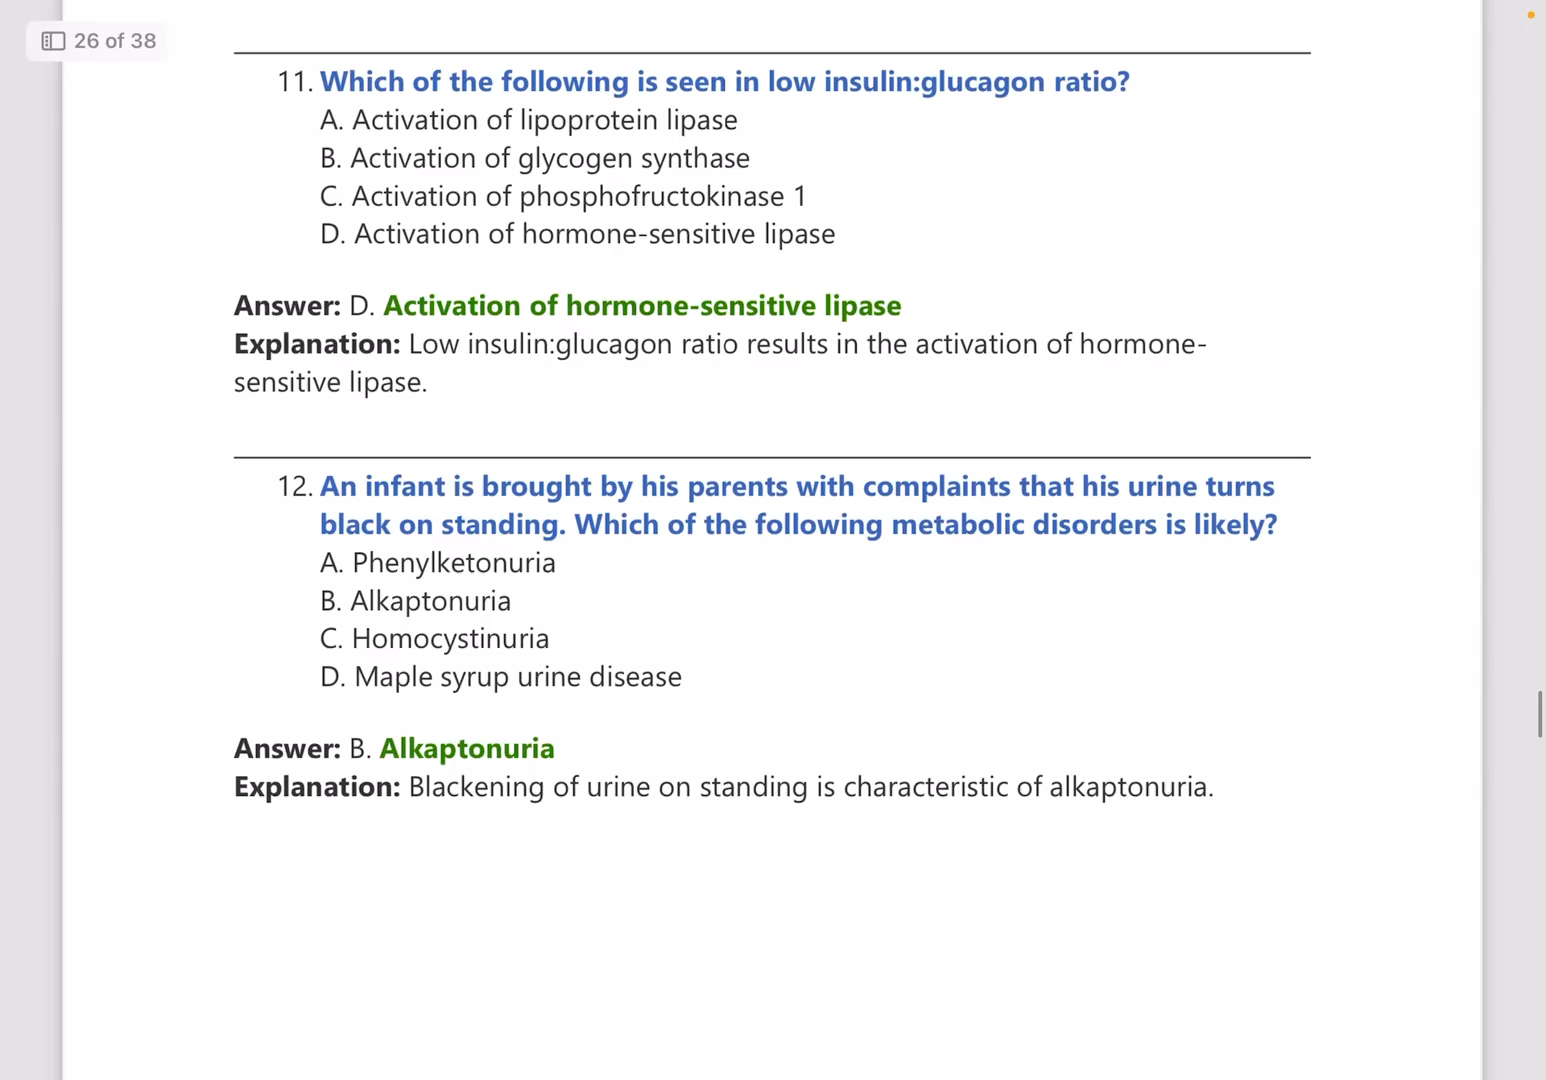 26 of 38
11. Which of the following is seen in low insulin:glucagon ratio?
A. Activation of lipoprotein lipase
B. Activation of glycogen synthase
C. Activation of phosphofructokinase 1
D. Activation of hormone-sensitive lipase
Answer: D. Activation of hormone-sensitive lipase
Explanation: Low insulin:glucagon ratio results in the activation of hormone-
sensitive lipase.
12. An infant is brought by his parents with complaints that his urine turns
black on standing. Which of the following metabolic disorders is likely?
A. Phenylketonuria
B. Alkaptonuria
C. Homocystinuria
D. Maple syrup urine disease
Answer: B. Alkaptonuria
Explanation: Blackening of urine on standing is characteristic of alkaptonuria.